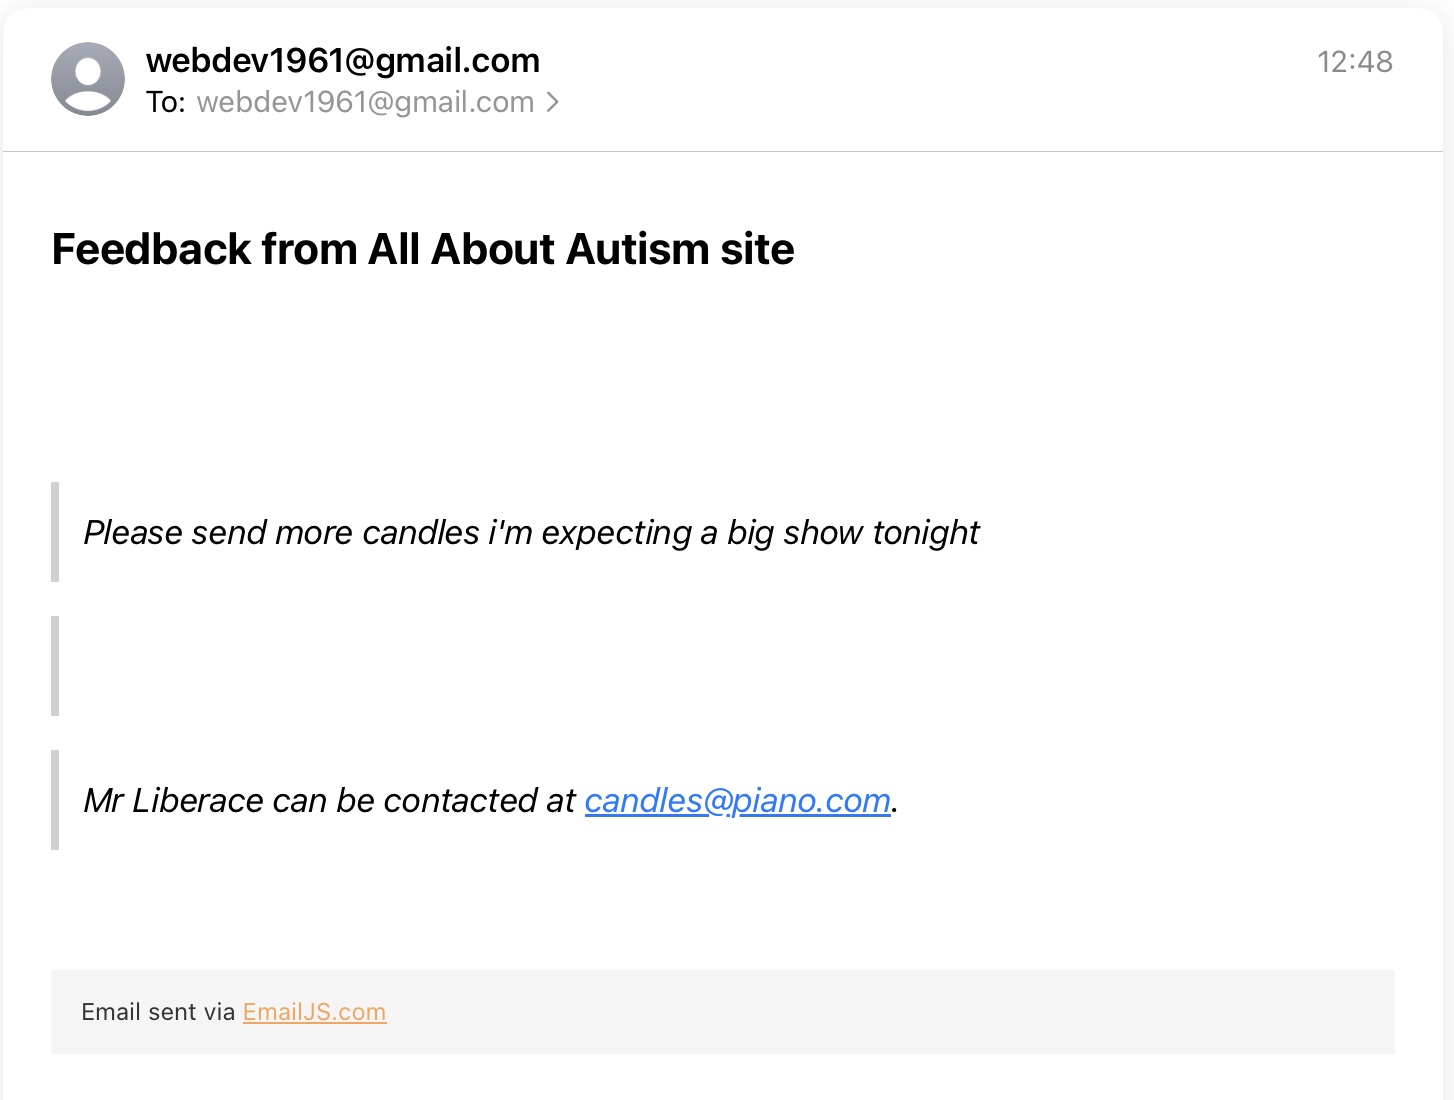 webdev1961@gmail.com
12:48
To: webdev1961@gmail.com >
Feedback from All About Autism site
Please send more candles i'm expecting a big show tonight
Mr Liberace can be contacted at candles@piano.com.
Email sent via EmailJS.com